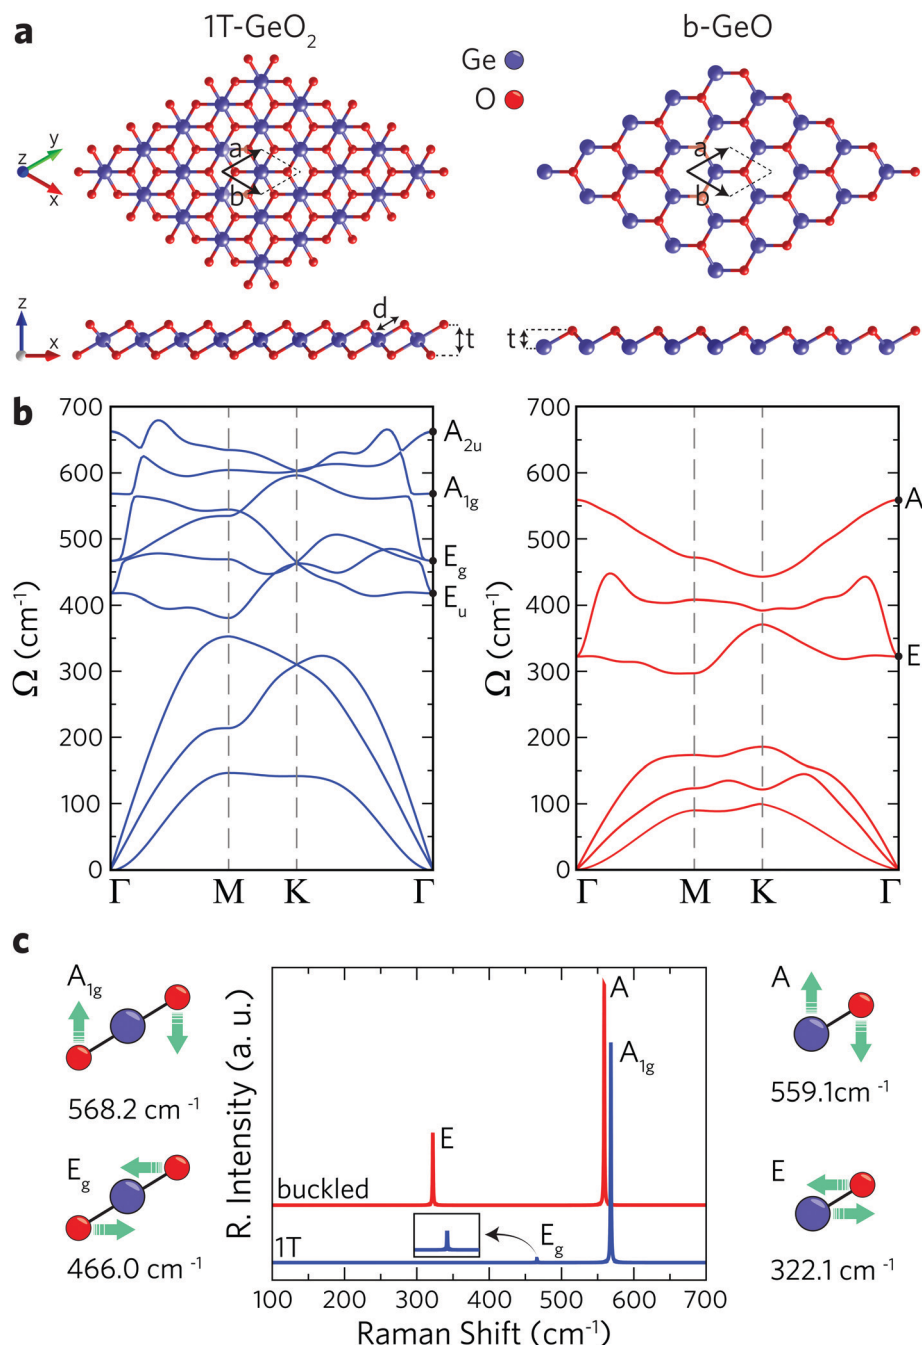 a
1T-GeO2
b-GeO
Ge
O
z
y
x
a
b
a
b
z
x
d
t
t
b
700
600
500
400
300
200
100
0
Ω (cm-1)
Γ
M
K
Γ
A2u
A1g
Eg
Eu
700
600
500
400
300
200
100
0
Ω (cm-1)
Γ
M
K
Γ
A
E
c
A1g
568.2 cm -1
Eg
466.0 cm -1
R. Intensity (a. u.)
A
A1g
E
buckled
Eg
1T
100 200 300 400 500 600 700
Raman Shift (cm-1)
A
559.1cm -1
E
322.1 cm -1